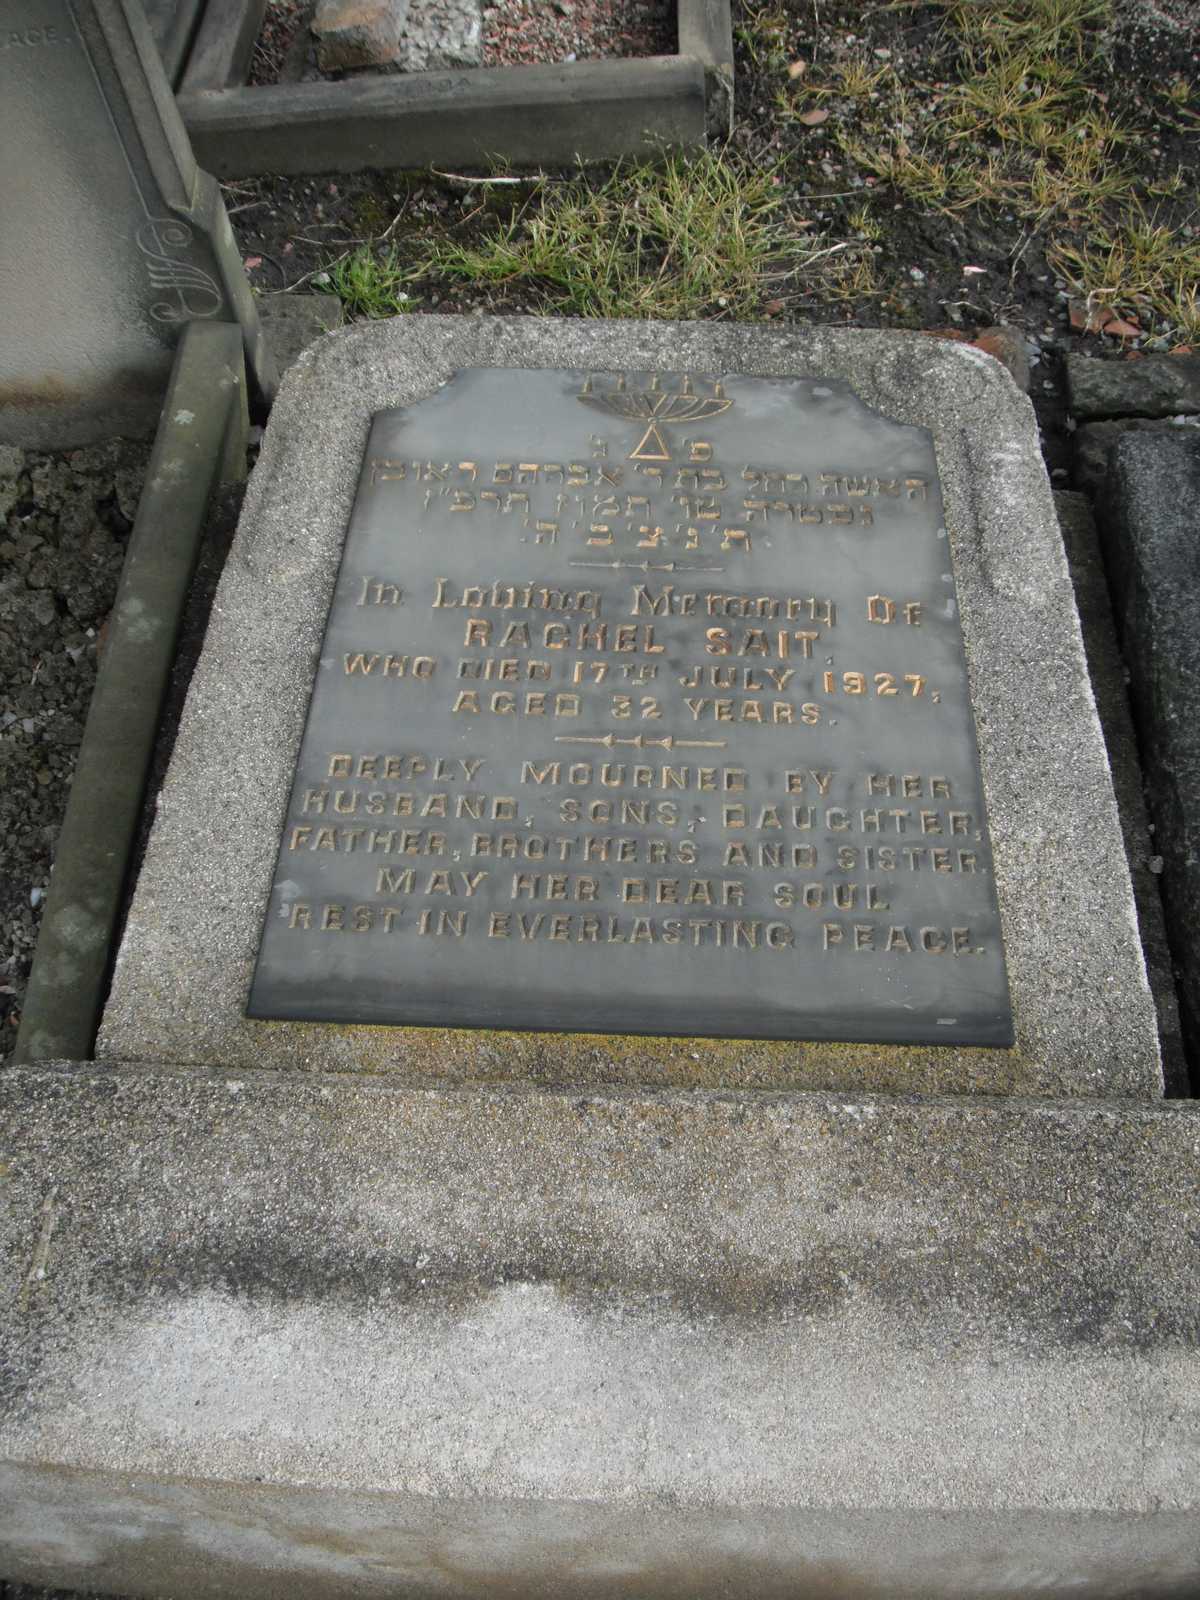 פ' נ'
האשה רחל בת ר' אברהם ראובן
נפטרה תמוז תרפ"ז
ת' נ' צ' ב' ה'
In Loving Memory Of
RACHEL SAIT,
WHO DIED 17TH JULY 1927,
AGED 32 YEARS.
DEEPLY MOURNED BY HER
HUSBAND, SONS, DAUGHTER,
FATHER, BROTHERS AND SISTER.
MAY HER DEAR SOUL
REST IN EVERLASTING PEACE.